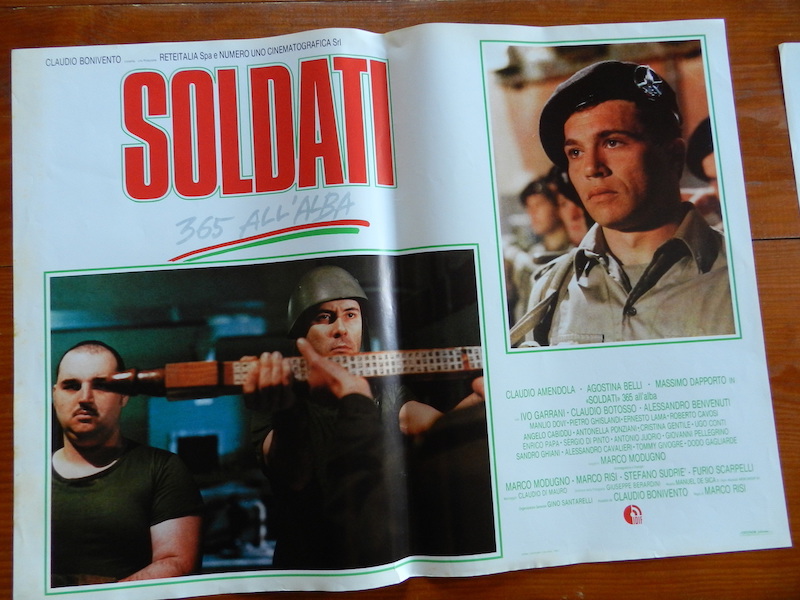 CLAUDIO BONIVENTO RETEITALIA Spa e NUMERO UNO CINEMATOGRAFICA Srl
SOLDATI
365 ALL'ALBA
CLAUDIO AMENDOLA - AGOSTINA BELLI - MASSIMO DAPPORTO IN
«SOLDATI» 365 all'alba
IVO GARRANI - CLAUDIO BOTOSSO - ALESSANDRO BENVENUTI
MANLIO DOVI - PIETRO GHISLANDI - ERNESTO LAMA - ROBERTO CAVOSI
ANGELO CABIDDU - ANTONELLA PONZIANI - CRISTINA GENTILE - UGO CONTI
ENRICO PAPA - SERGIO DI PINTO - ANTONIO JUORIO - GIOVANNI PELLEGRINO
SANDRO GHIANI - ALESSANDRO CAVALIERI - TOMMY GIVOGRE - DODO GAGLIARDE
MARCO MODUGNO
MARCO MODUGNO - MARCO RISI - STEFANO SUDRIE' - FURIO SCARPELLI
CLAUDIO DI MAURO GIUSEPPE BERARDINI MANUEL DE SICA
GINO SANTARELLI CLAUDIO BONIVENTO MARCO RISI